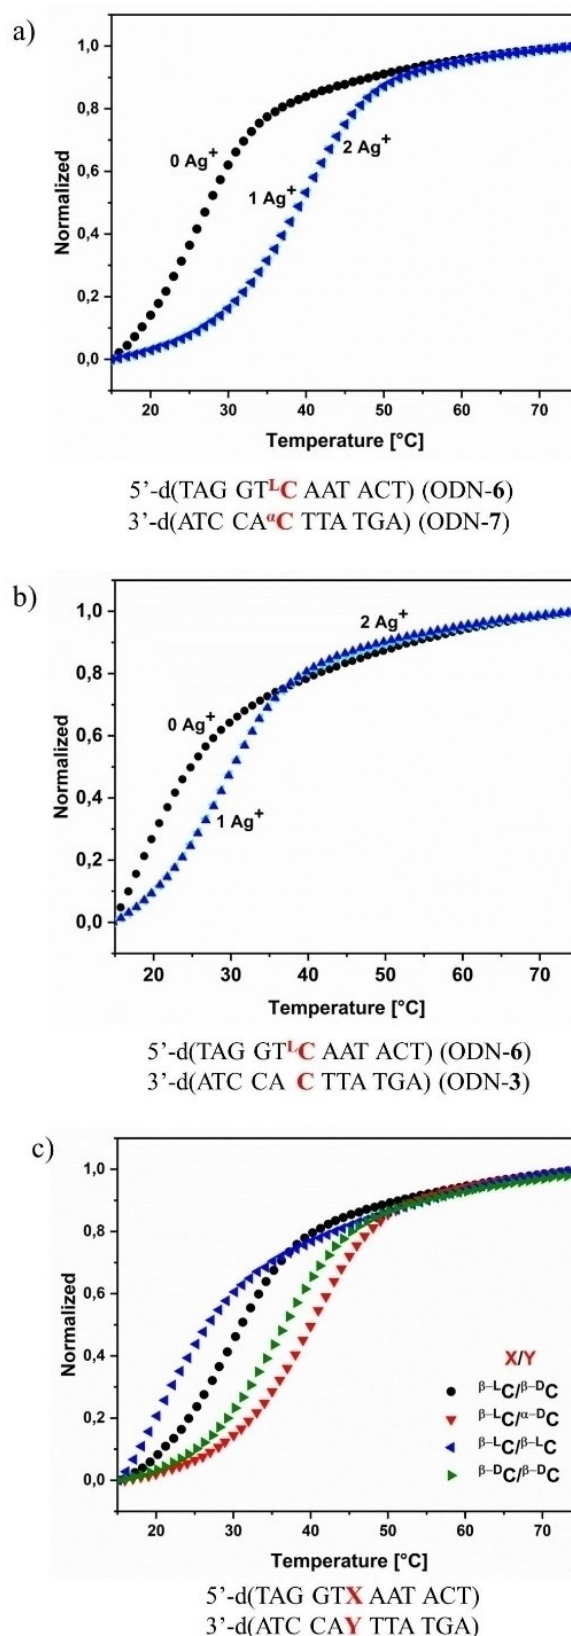 a)
1,0
0,8
0,6
0,4
0,2
0,0
Normalized
0 Ag⁺
2 Ag⁺
1 Ag⁺
20 30 40 50 60 70
Temperature [°C]
5’-d(TAG GTᴸC AAT ACT) (ODN-6)
3’-d(ATC CAᵅC TTA TGA) (ODN-7)
b)
1,0
0,8
0,6
0,4
0,2
0,0
Normalized
2 Ag⁺
0 Ag⁺
1 Ag⁺
20 30 40 50 60 70
Temperature [°C]
5’-d(TAG GTᴸC AAT ACT) (ODN-6)
3’-d(ATC CA C TTA TGA) (ODN-3)
c)
1,0
0,8
0,6
0,4
0,2
0,0
Normalized
X/Y
β–LC/β–DC
β–LC/α–DC
β–LC/β–LC
β–DC/β–DC
20 30 40 50 60 70
Temperature [°C]
5’-d(TAG GTX AAT ACT)
3’-d(ATC CAY TTA TGA)